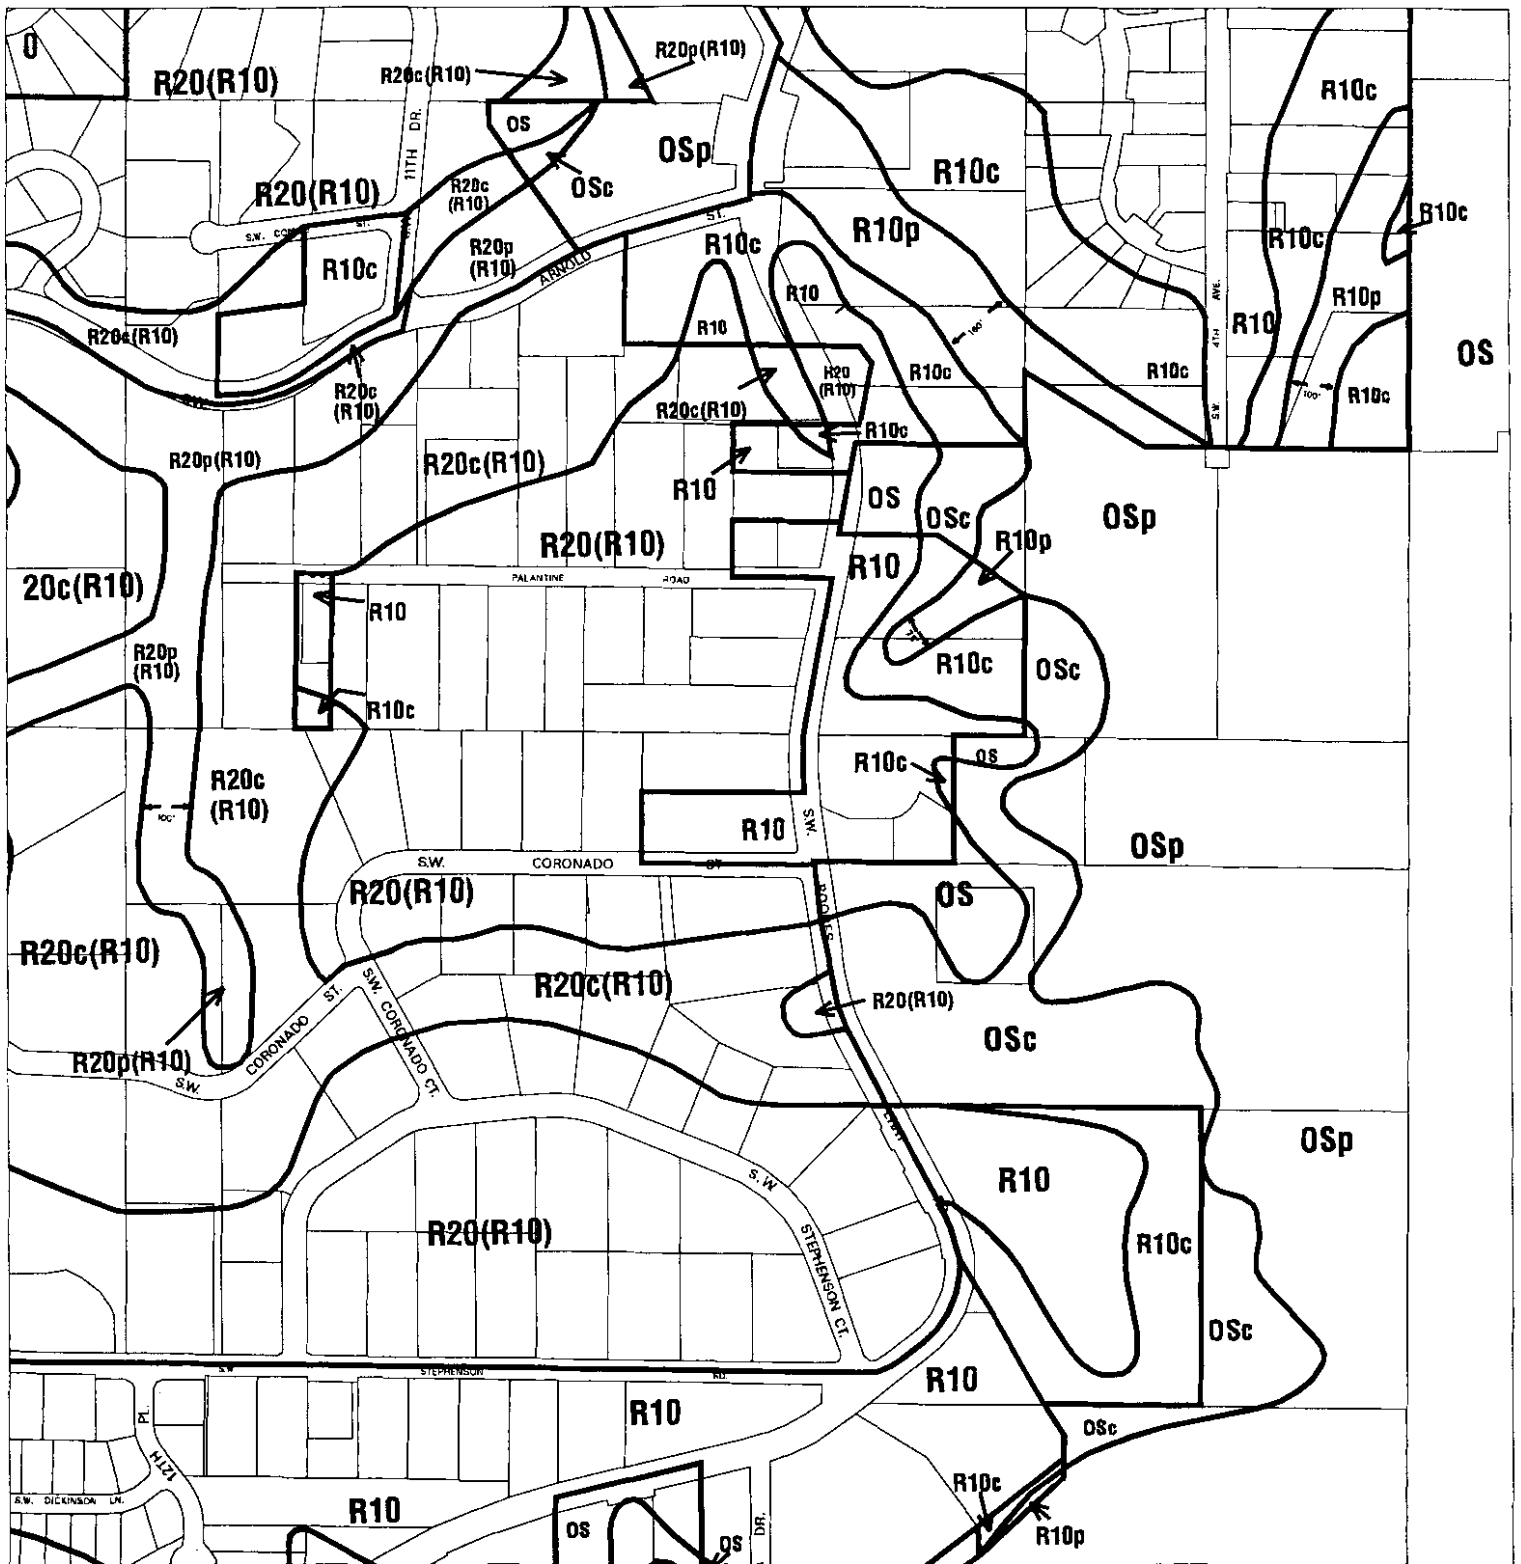 0
R20(R10)
R20c(R10)
R20p(R10)
R10c
OS
OSp
11TH DR.
OSc
R10c
R20(R10)
R20c
(R10)
R10c
S.W.
ST.
ST.
R10p
R10c
R10c
R20p
(R10)
R10c
ARNOLD
AVE.
R10
R10p
R20c(R10)
R10
160'
4TH
R10
OS
R20c
(R10)
R20
(R10)
R10c
R10c
100'
R10c
S.W.
R20c(R10)
S.W.
R10c
R20p(R10)
R20c(R10)
R10
OS
OSc
OSp
R20(R10)
R10p
20c(R10)
PALANTINE ROAD
R10
R10
75'
R20p
(R10)
R10c
OSc
R10c
OS
R10c
R20c
(R10)
100'
R10
S.W.
OSp
S.W. CORONADO ST
R20(R10)
OS
R20c(R10)
R20c(R10)
R20(R10)
S.W. CORONADO CT.
S.W. CORONADO ST.
OSc
R20p(R10)
OSp
R10
S.W. STEPHENSON CT.
R20(R10)
R10c
OSc
S.W. STEPHENSON RD.
R10
R10
PL.
12TH
OSc
S.W. DICKINSON LN.
R10
R10c
OS
DR.
R10p
OS